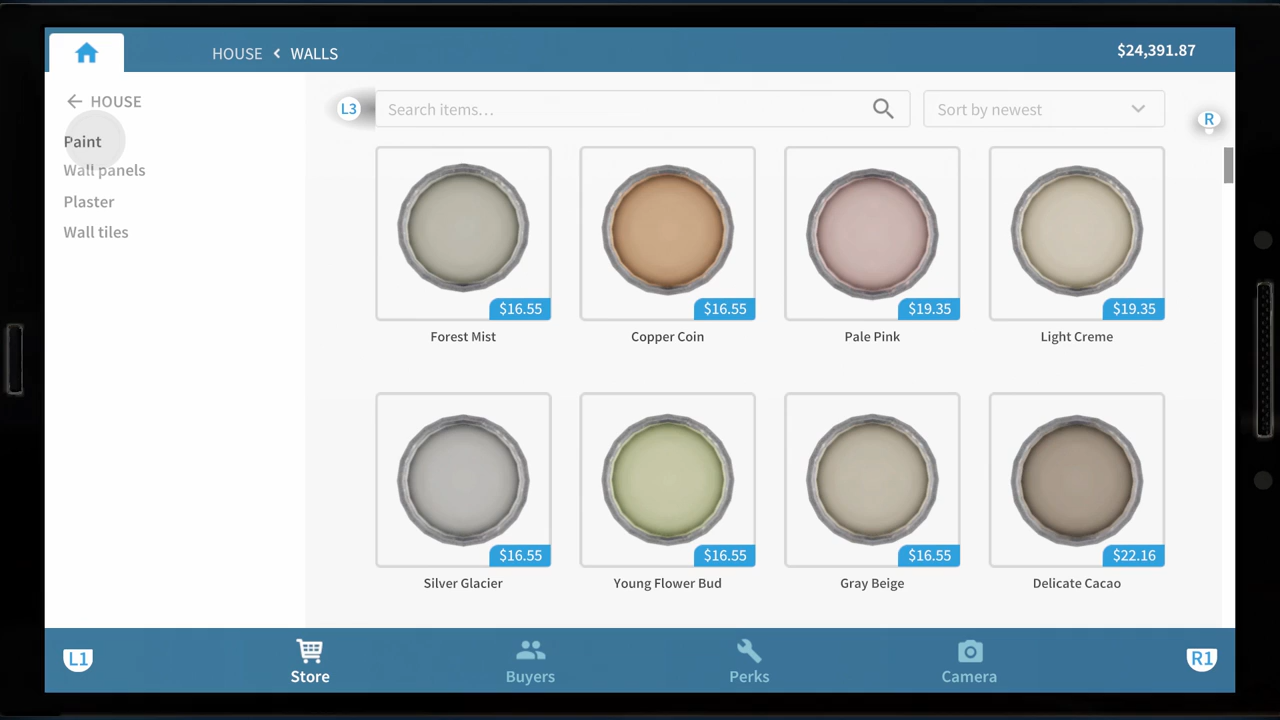 HOUSE WALLS $24,391.87
HOUSE
Paint
Wall panels
Plaster
Wall tiles
L3 Search items... Sort by newest R
$16.55 $16.55 $19.35 $19.35
Forest Mist Copper Coin Pale Pink Light Creme
$16.55 $16.55 $16.55 $22.16
Silver Glacier Young Flower Bud Gray Beige Delicate Cacao
L1 Store Buyers Perks Camera R1